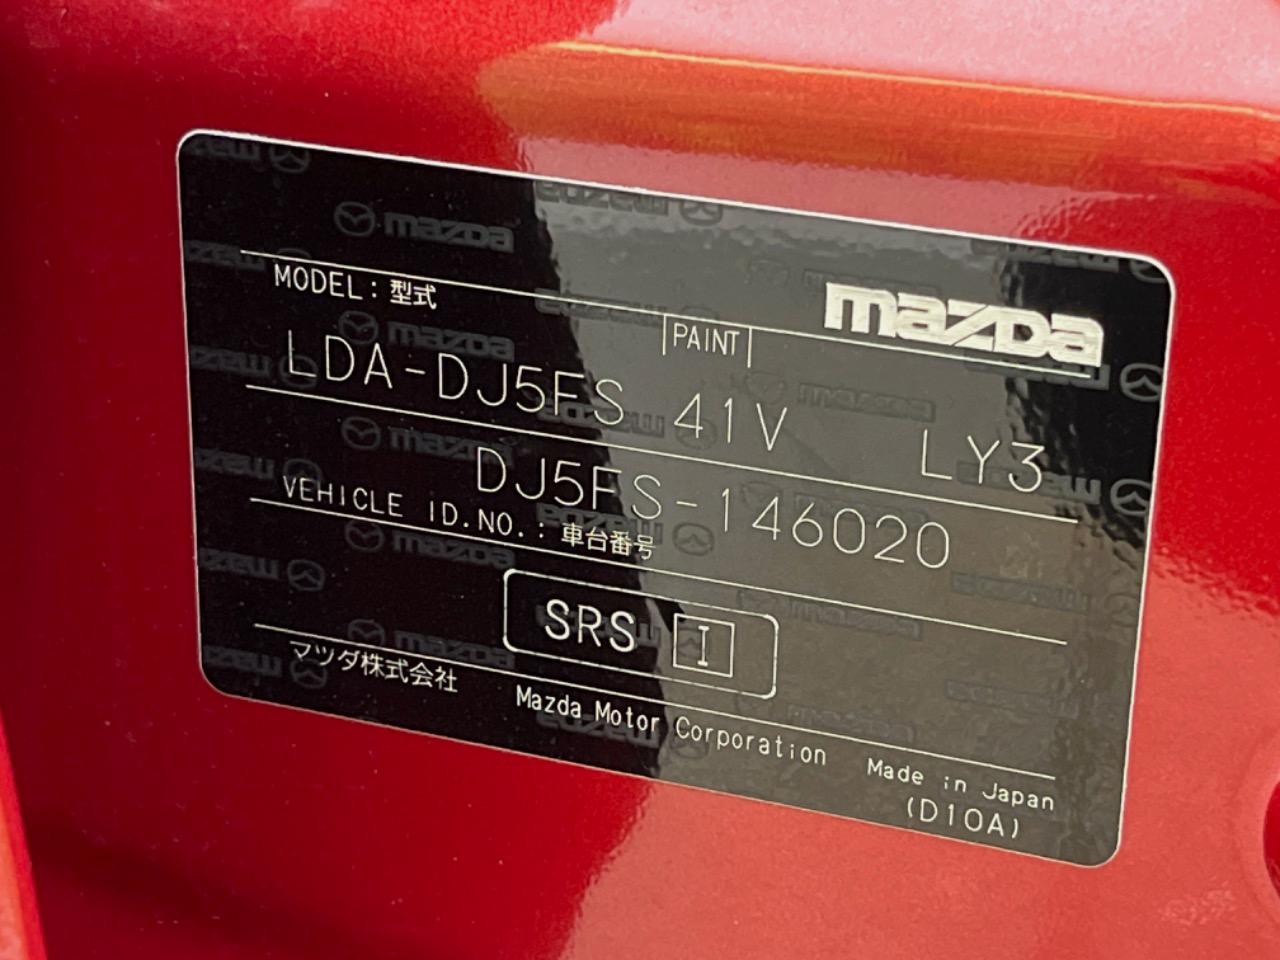 mazda
MODEL : 型式
PAINT
LDA-DJ5FS 41V LY3
DJ5FS-146020
VEHICLE ID.NO. : 車台番号
SRS I
マツダ株式会社 Mazda Motor Corporation Made in Japan
(D10A)